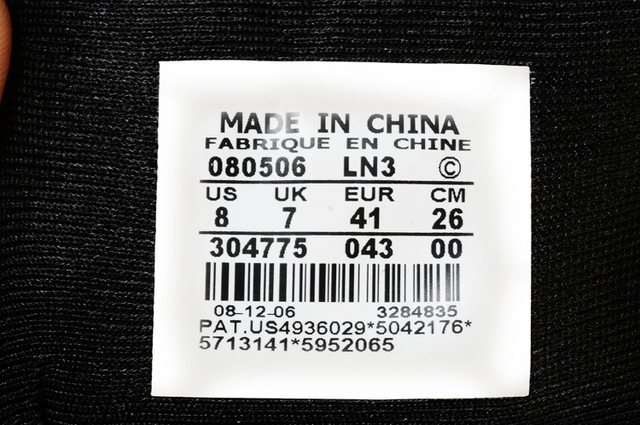 MADE IN CHINA
FABRIQUE EN CHINE
080506 LN3 ©
US UK EUR CM
8 7 41 26
304775 043 00
08-12-06 3284835
PAT.US4936029*5042176*
5713141*5952065